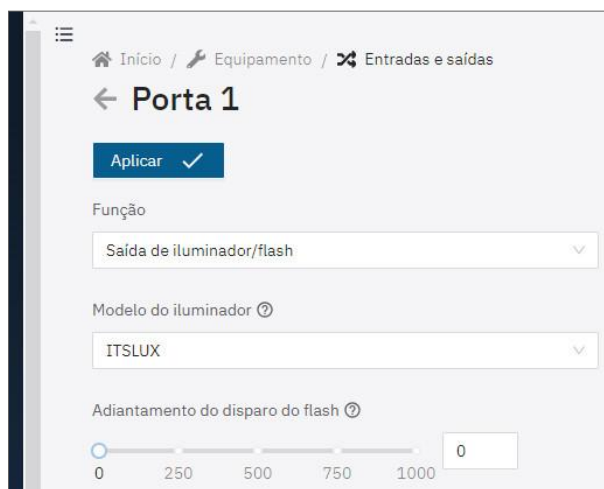 Início / Equipamento / Entradas e saídas
Porta 1
Aplicar
Função
Saída de iluminador/flash
Modelo do iluminador
ITSLUX
Adiantamento do disparo do flash
0
0 250 500 750 1000